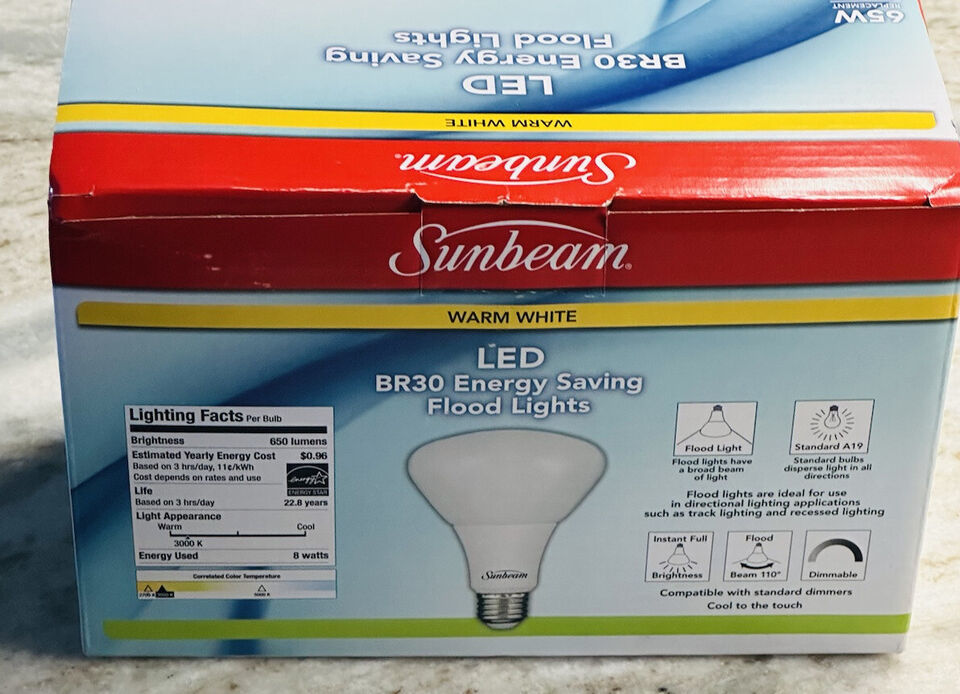 65W
REPLACEMENT
LED
BR30 Energy Saving
Flood Lights
WARM WHITE
Sunbeam®
Sunbeam®
WARM WHITE
LED
BR30 Energy Saving
Flood Lights
Lighting Facts Per Bulb
Brightness 650 lumens
Estimated Yearly Energy Cost $0.96
Based on 3 hrs/day, 11¢/kWh
Cost depends on rates and use
energy
ENERGY STAR
Life
Based on 3 hrs/day 22.8 years
Light Appearance
Warm Cool
3000 K
Energy Used 8 watts
Correlated Color Temperature
2700 K 3000 K 5000 K
Sunbeam
Flood Light
Flood lights have
a broad beam
of light
Standard A19
Standard bulbs
disperse light in all
directions
Flood lights are ideal for use
in directional lighting applications
such as track lighting and recessed lighting
Instant Full
Brightness
Flood
Beam 110°
Dimmable
Compatible with standard dimmers
Cool to the touch